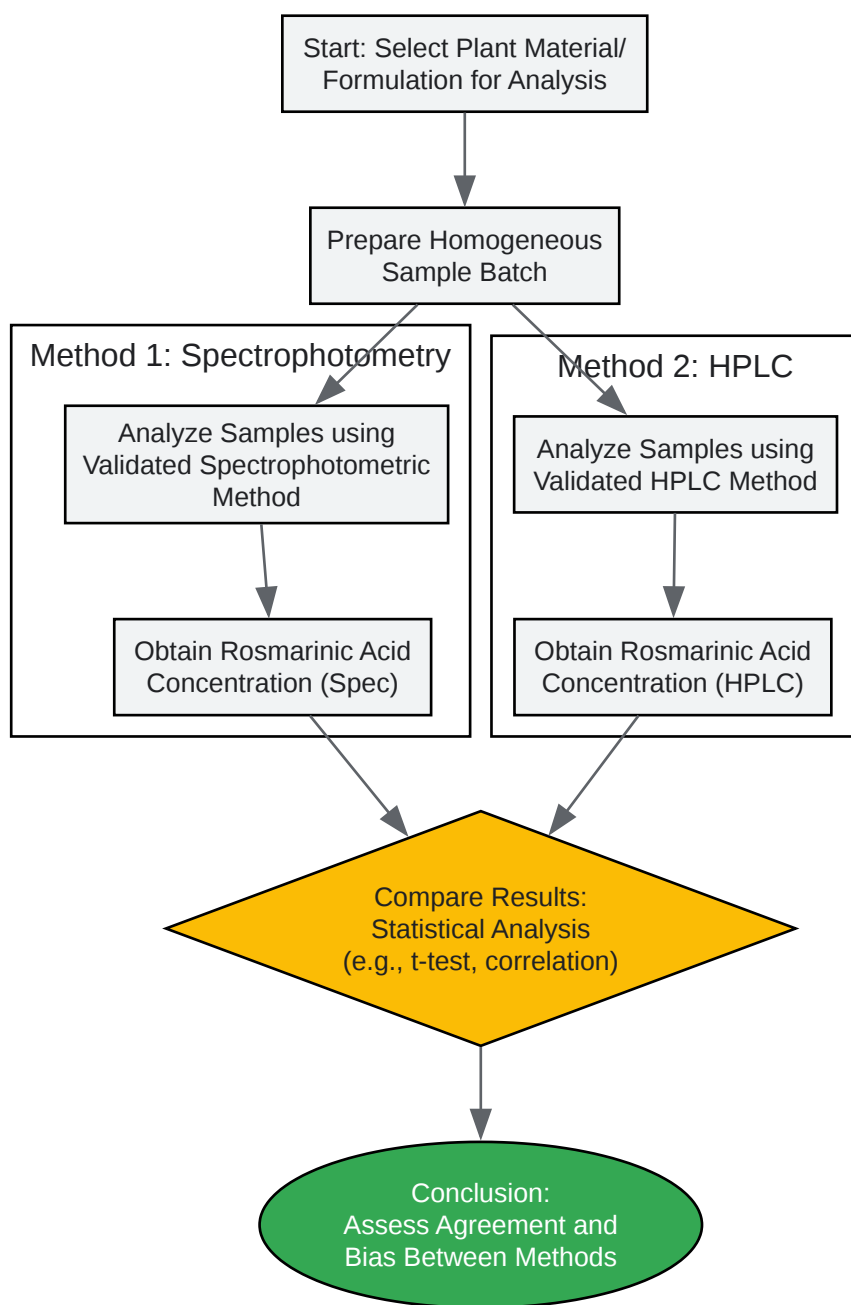 Start: Select Plant Material/
Formulation for Analysis
Prepare Homogeneous
Sample Batch
Method 1: Spectrophotometry
Analyze Samples using
Validated Spectrophotometric
Method
Obtain Rosmarinic Acid
Concentration (Spec)
Method 2: HPLC
Analyze Samples using
Validated HPLC Method
Obtain Rosmarinic Acid
Concentration (HPLC)
Compare Results:
Statistical Analysis
(e.g., t-test, correlation)
Conclusion:
Assess Agreement and
Bias Between Methods